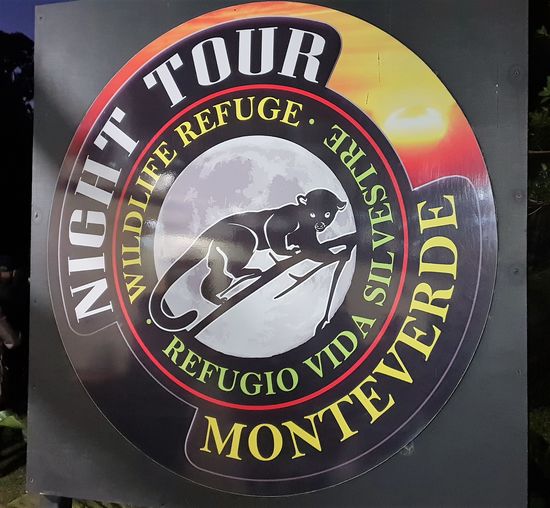 NIGHT TOUR
WILDLIFE REFUGE ·
REFUGIO VIDA SILVESTRE ·
MONTEVERDE